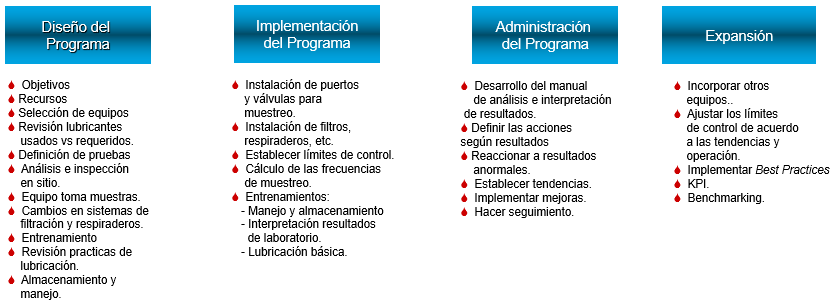 Diseño del
Programa
Objetivos
Recursos
Selección de equipos
Revisión lubricantes
usados vs requeridos.
Definición de pruebas
Análisis e inspección
en sitio.
Equipo toma muestras.
Cambios en sistemas de
filtración y respiraderos.
Entrenamiento
Revisión practicas de
lubricación.
Almacenamiento y
manejo.
Implementación
del Programa
Instalación de puertos
y válvulas para
muestreo.
Instalación de filtros,
respiraderos, etc.
Establecer límites de control.
Cálculo de las frecuencias
de muestreo.
Entrenamientos:
- Manejo y almacenamiento
- Interpretación resultados
de laboratorio.
- Lubricación básica.
Administración
del Programa
Desarrollo del manual
de análisis e interpretación
de resultados.
Definir las acciones
según resultados
Reaccionar a resultados
anormales.
Establecer tendencias.
Implementar mejoras.
Hacer seguimiento.
Expansión
Incorporar otros
equipos..
Ajustar los límites
de control de acuerdo
a las tendencias y
operación.
Implementar Best Practices
KPI.
Benchmarking.